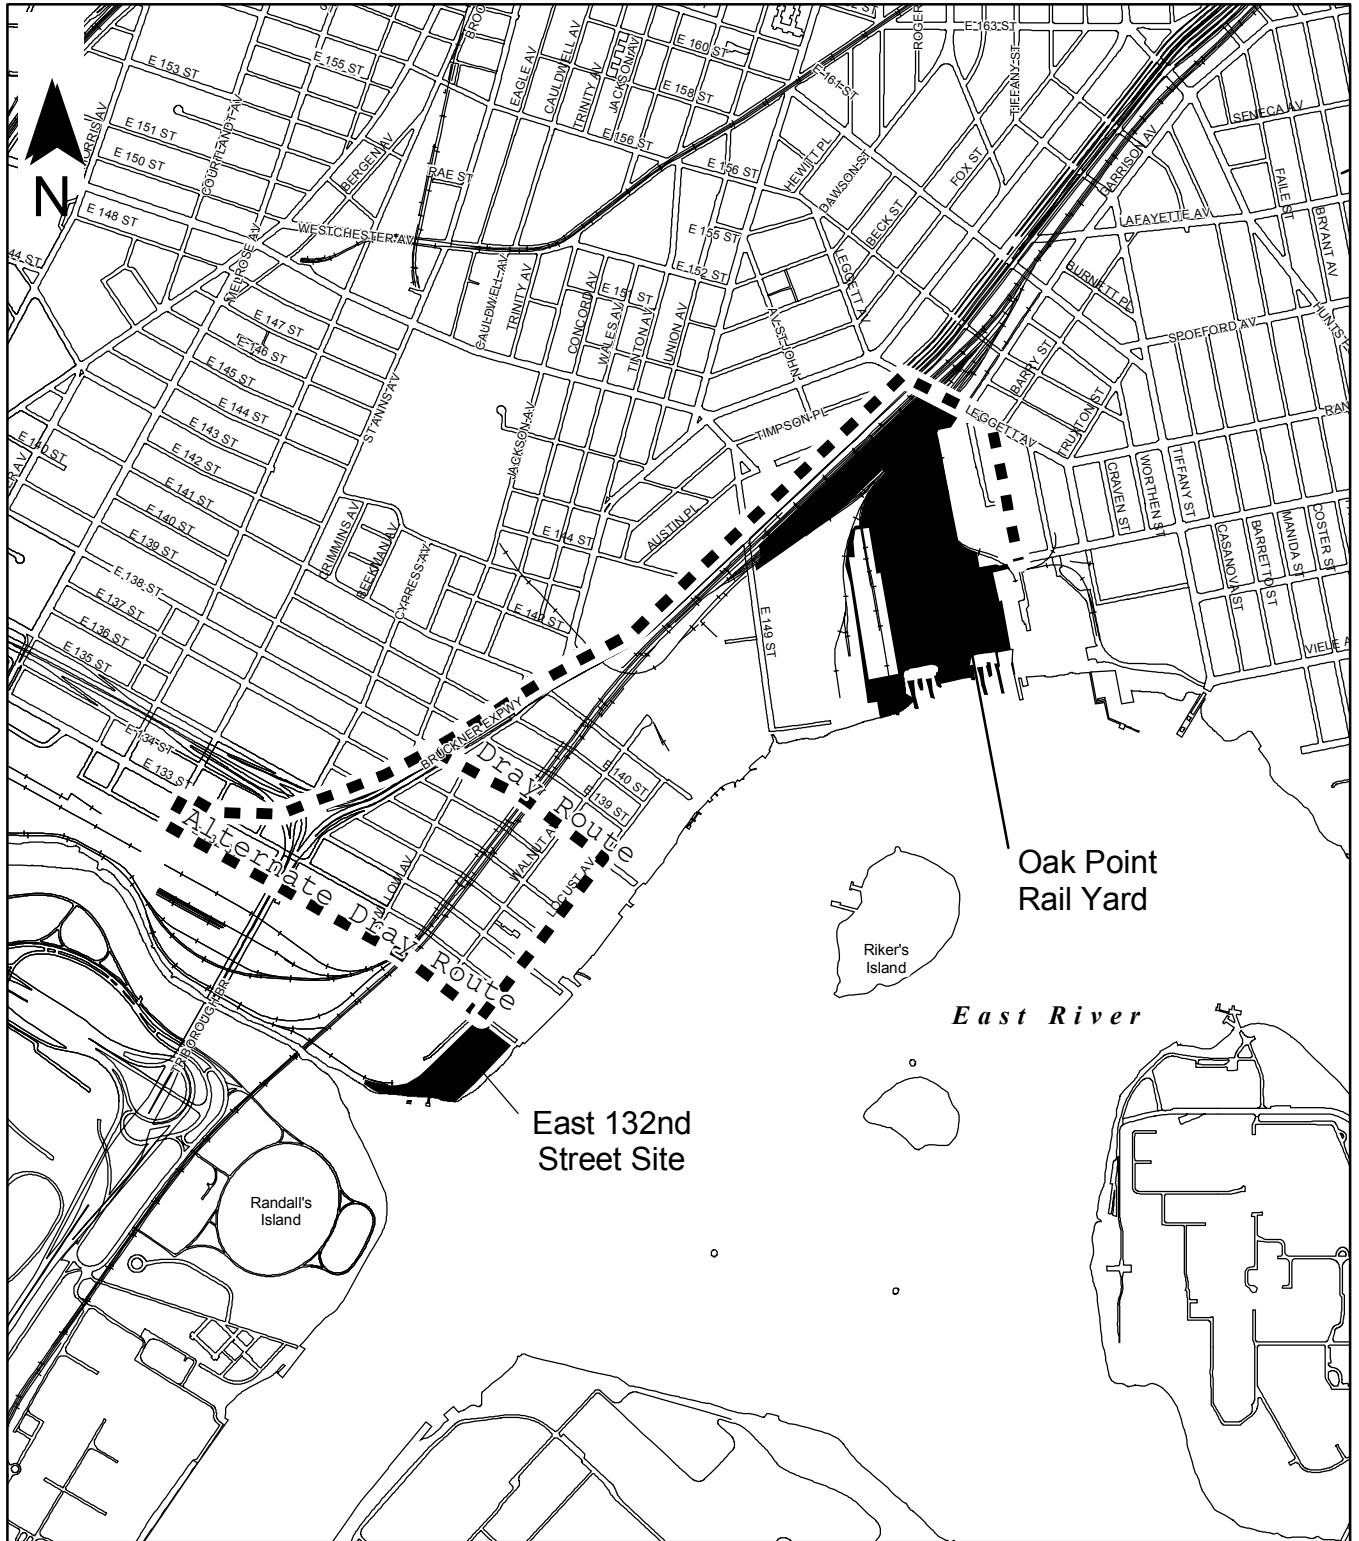 E 153 ST
E 155 ST
BERGEN AV
EAGLE AV
CAULDWELL AV
TRINITY AV
JACKSON AV
E 160 ST
E 158 ST
E 161 ST
E 163 ST
TIFFANY ST
GARRISON AV
SENECA AV
E 151 ST
E 150 ST
COURTLANDT AV
E 156 ST
E 156 ST
HEWITT PL
DAWSON ST
FOX ST
FAILE ST
BRYANT AV
N
RAE ST
E 148 ST
WESTCHESTER AV
MELROSE AV
E 155 ST
LEGGETT AV
BECK ST
LAFAYETTE AV
CAULDWELL AV
TRINITY AV
E 152 ST
E 151 ST
CONCORD AV
WALES AV
TINTON AV
UNION AV
AV ST JOHN
BURNETT PL
SPOFFORD AV
E 147 ST
E 146 ST
E 145 ST
E 144 ST
E 143 ST
E 142 ST
E 141 ST
E 140 ST
E 139 ST
E 138 ST
E 137 ST
E 136 ST
E 135 ST
E 134 ST
E 133 ST
E 140 ST
ST ANNS AV
JACKSON AV
TIMPSON PL
LEGGETT AV
BARRY ST
TRUXTON ST
CRAVEN ST
WORTHEN ST
TIFFANY ST
CASANOVA ST
BARRETTO ST
MANIDA ST
COSTER ST
AUSTIN PL
E 144 ST
CRIMMINS AV
BEEKMAN AV
CYPRESS AV
E 142 ST
E 149 ST
BRUCKNER EXPWY
Dray Route
E 140 ST
E 139 ST
WALNUT AV
LOCUST AV
WILLOW AV
Alternate Dray Route
Oak Point
Rail Yard
Riker's
Island
East River
TRIBOROUGH BR
East 132nd
Street Site
Randall's
Island